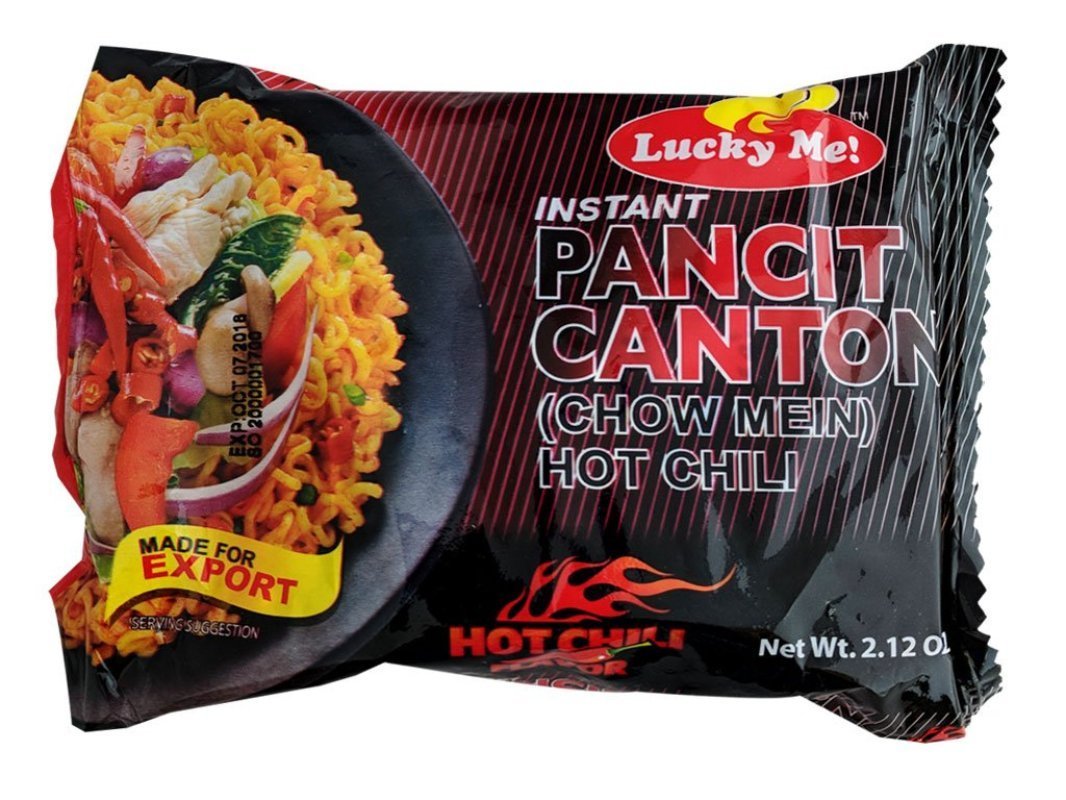 Lucky Me!
TM
INSTANT
PANCIT
CANTON
(CHOW MEIN)
HOT CHILI
EXP:OCT 07 2018
MADE FOR
EXPORT
SERVING SUGGESTION
HOT CHILI
Net Wt. 2.12